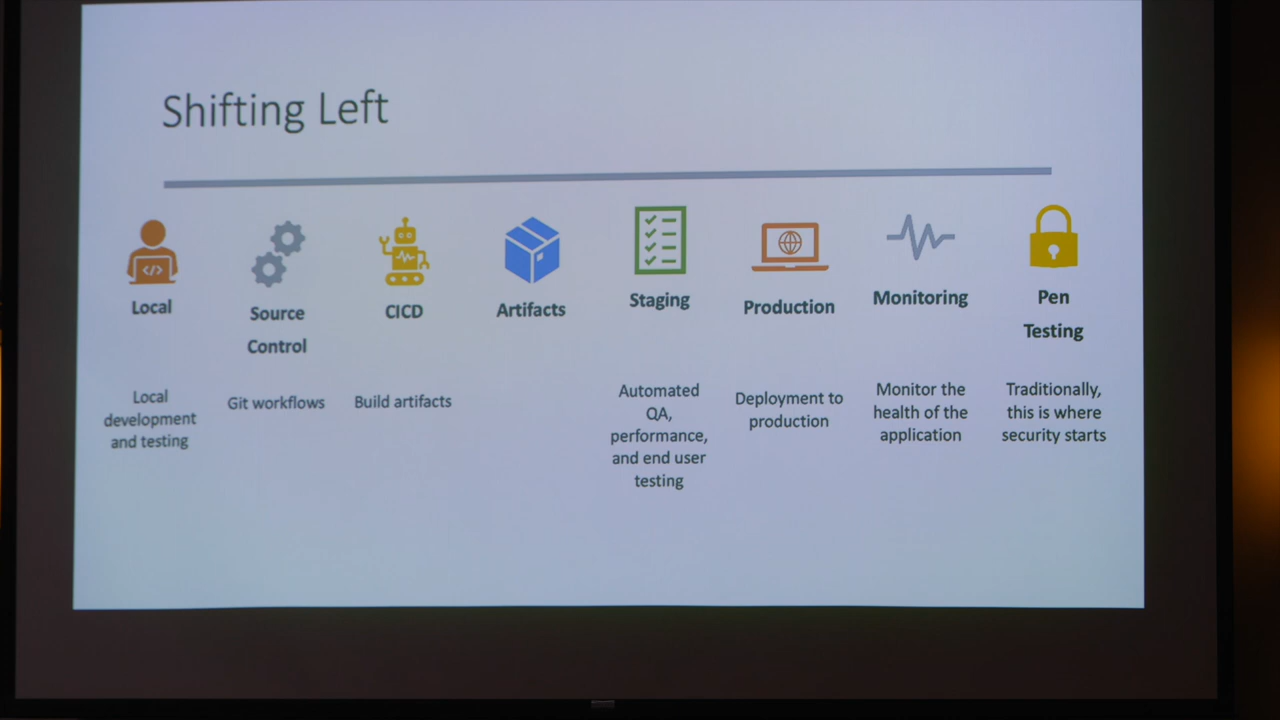 Shifting Left
</>
Local
Source
Control
CICD
Artifacts
Staging
Production
Monitoring
Pen
Testing
Local
development
and testing
Git workflows
Build artifacts
Automated
QA,
performance,
and end user
testing
Deployment to
production
Monitor the
health of the
application
Traditionally,
this is where
security starts